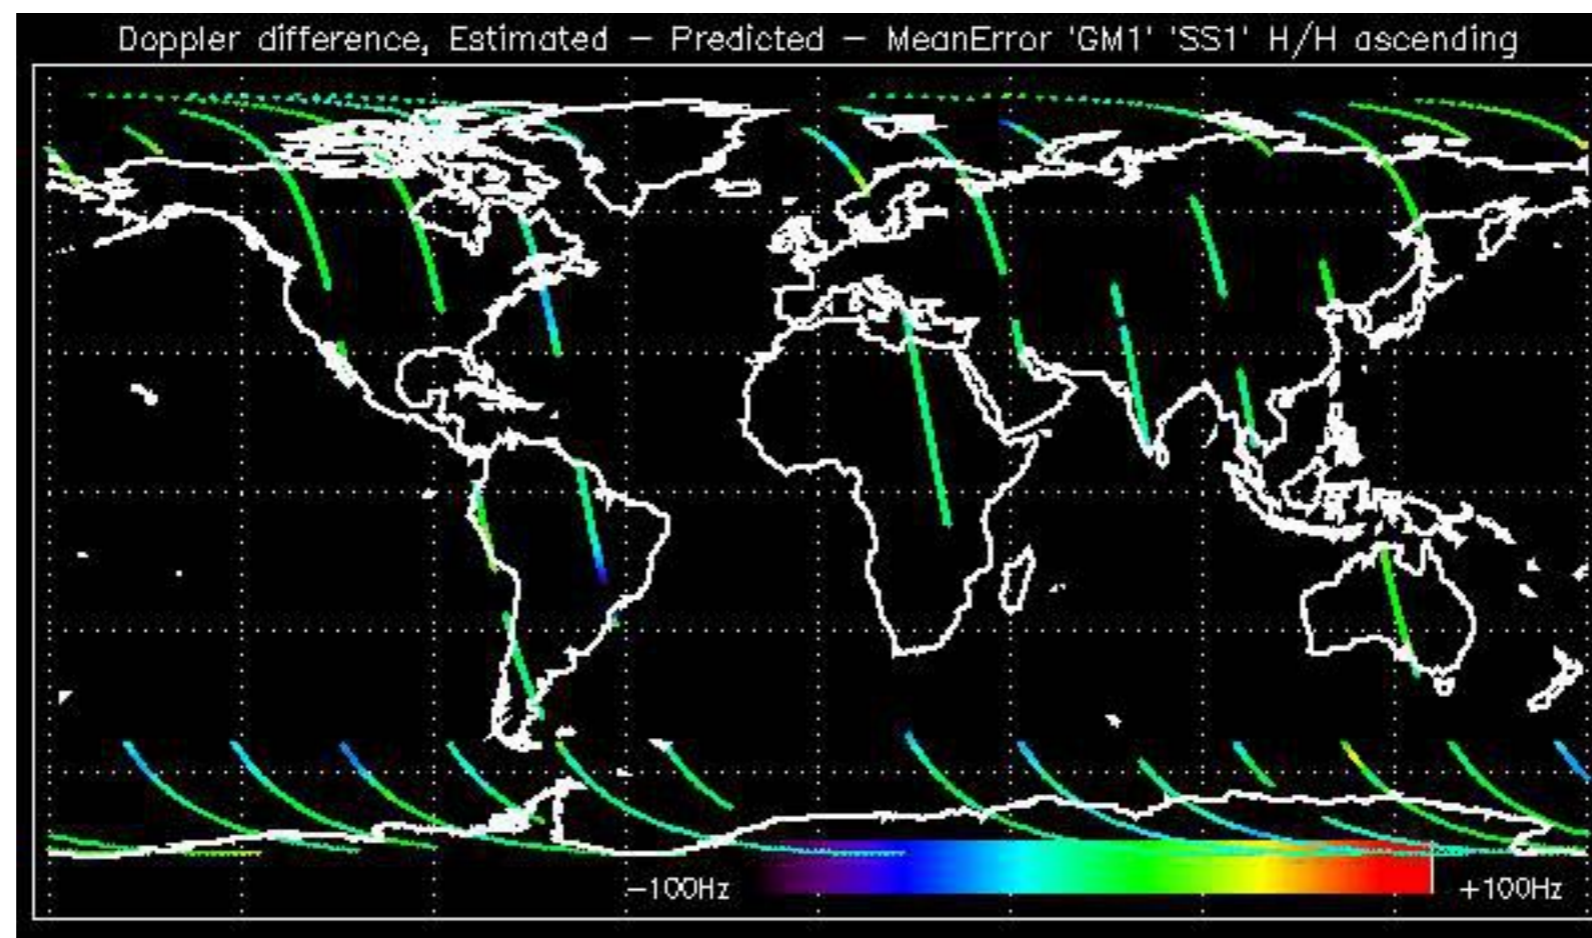 Doppler difference, Estimated – Predicted – MeanError 'GM1' 'SS1' H/H ascending
–100Hz +100Hz